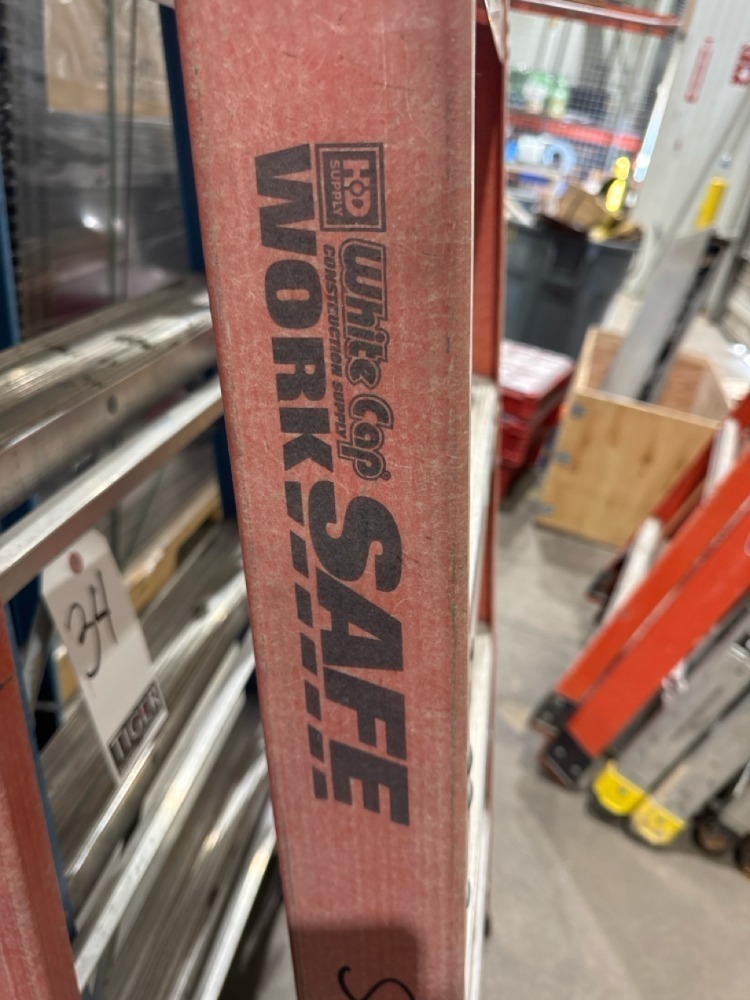 HD
SUPPLY
White Cap®
CONSTRUCTION SUPPLY
WORK SAFE
34
TIGER
S